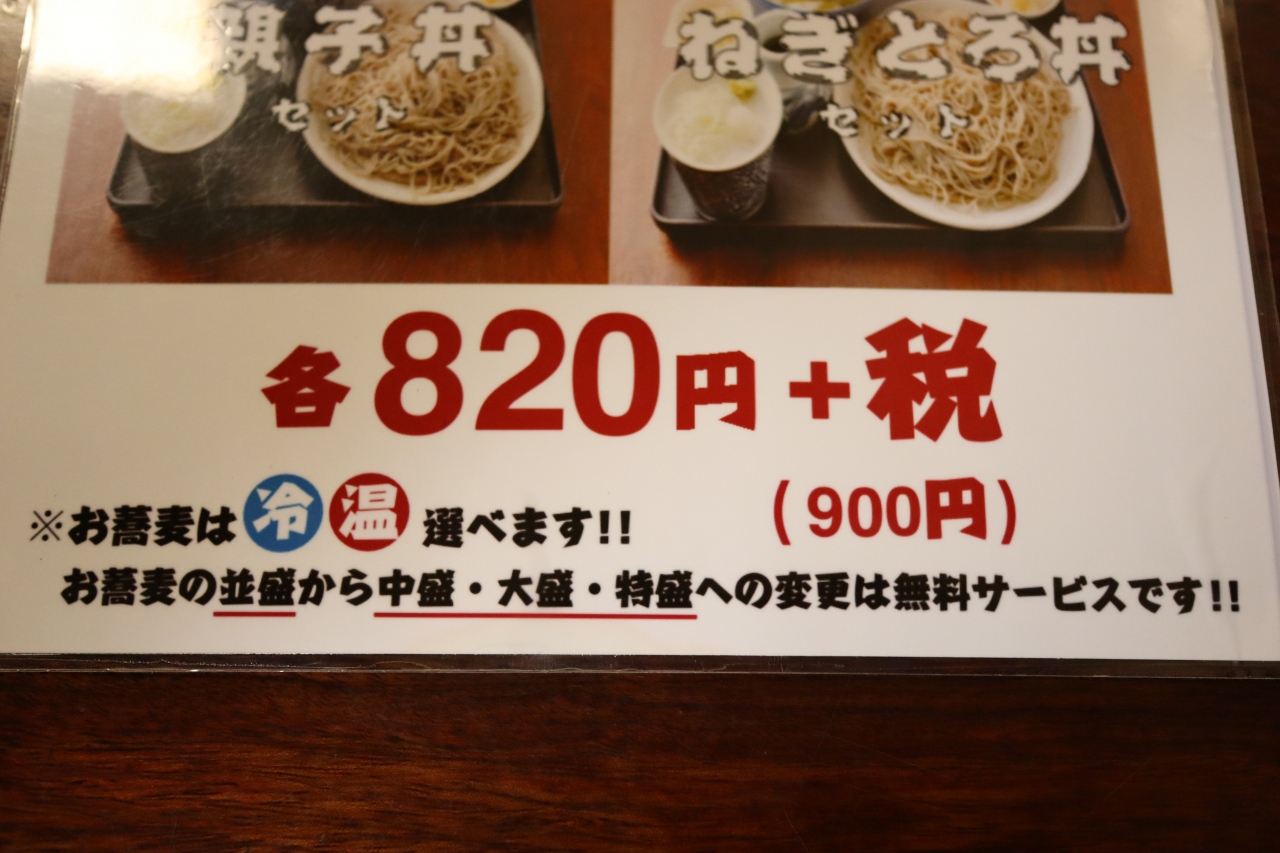 親子丼
セット
ねぎとろ丼
セット
各820円+税
(900円)
※お蕎麦は冷温選べます!!
お蕎麦の並盛から中盛・大盛・特盛への変更は無料サービスです!!